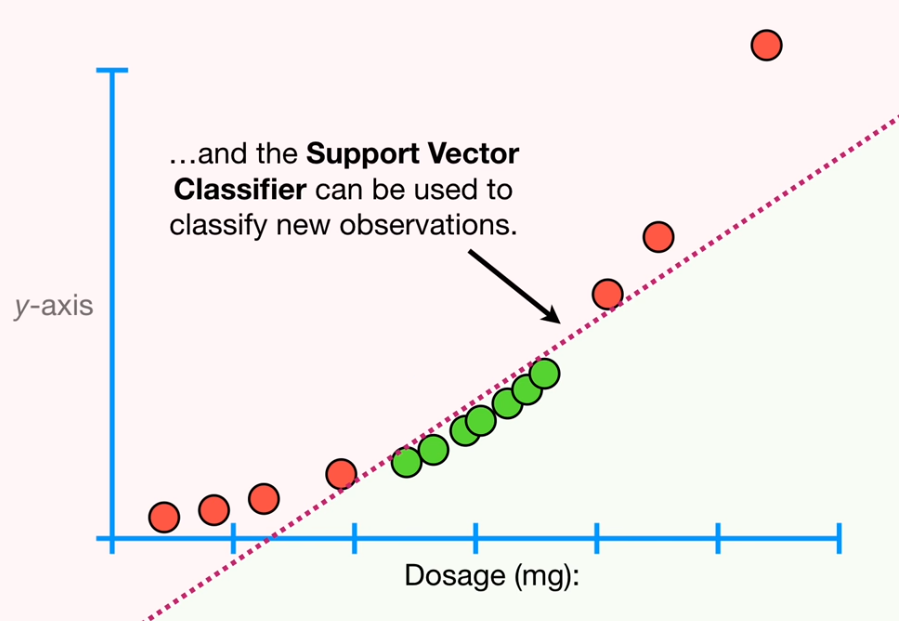 …and the Support Vector
Classifier can be used to
classify new observations.
y-axis
Dosage (mg):